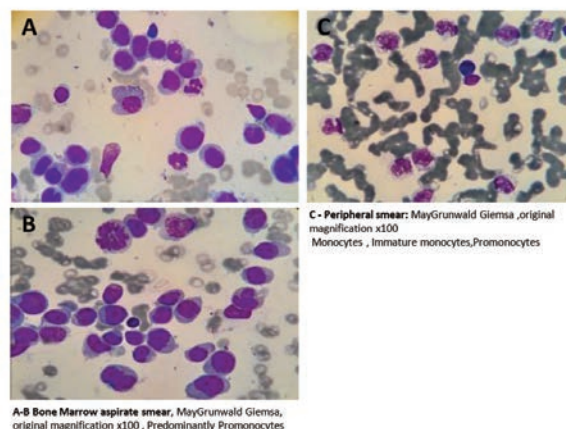 A
C
C - Peripheral smear: MayGrunwald Giemsa ,original
magnification x100
Monocytes , Immature monocytes,Promonocytes
B
A-B Bone Marrow aspirate smear, MayGrunwald Giemsa,
original magnification x100 , Predominantly Promonocytes